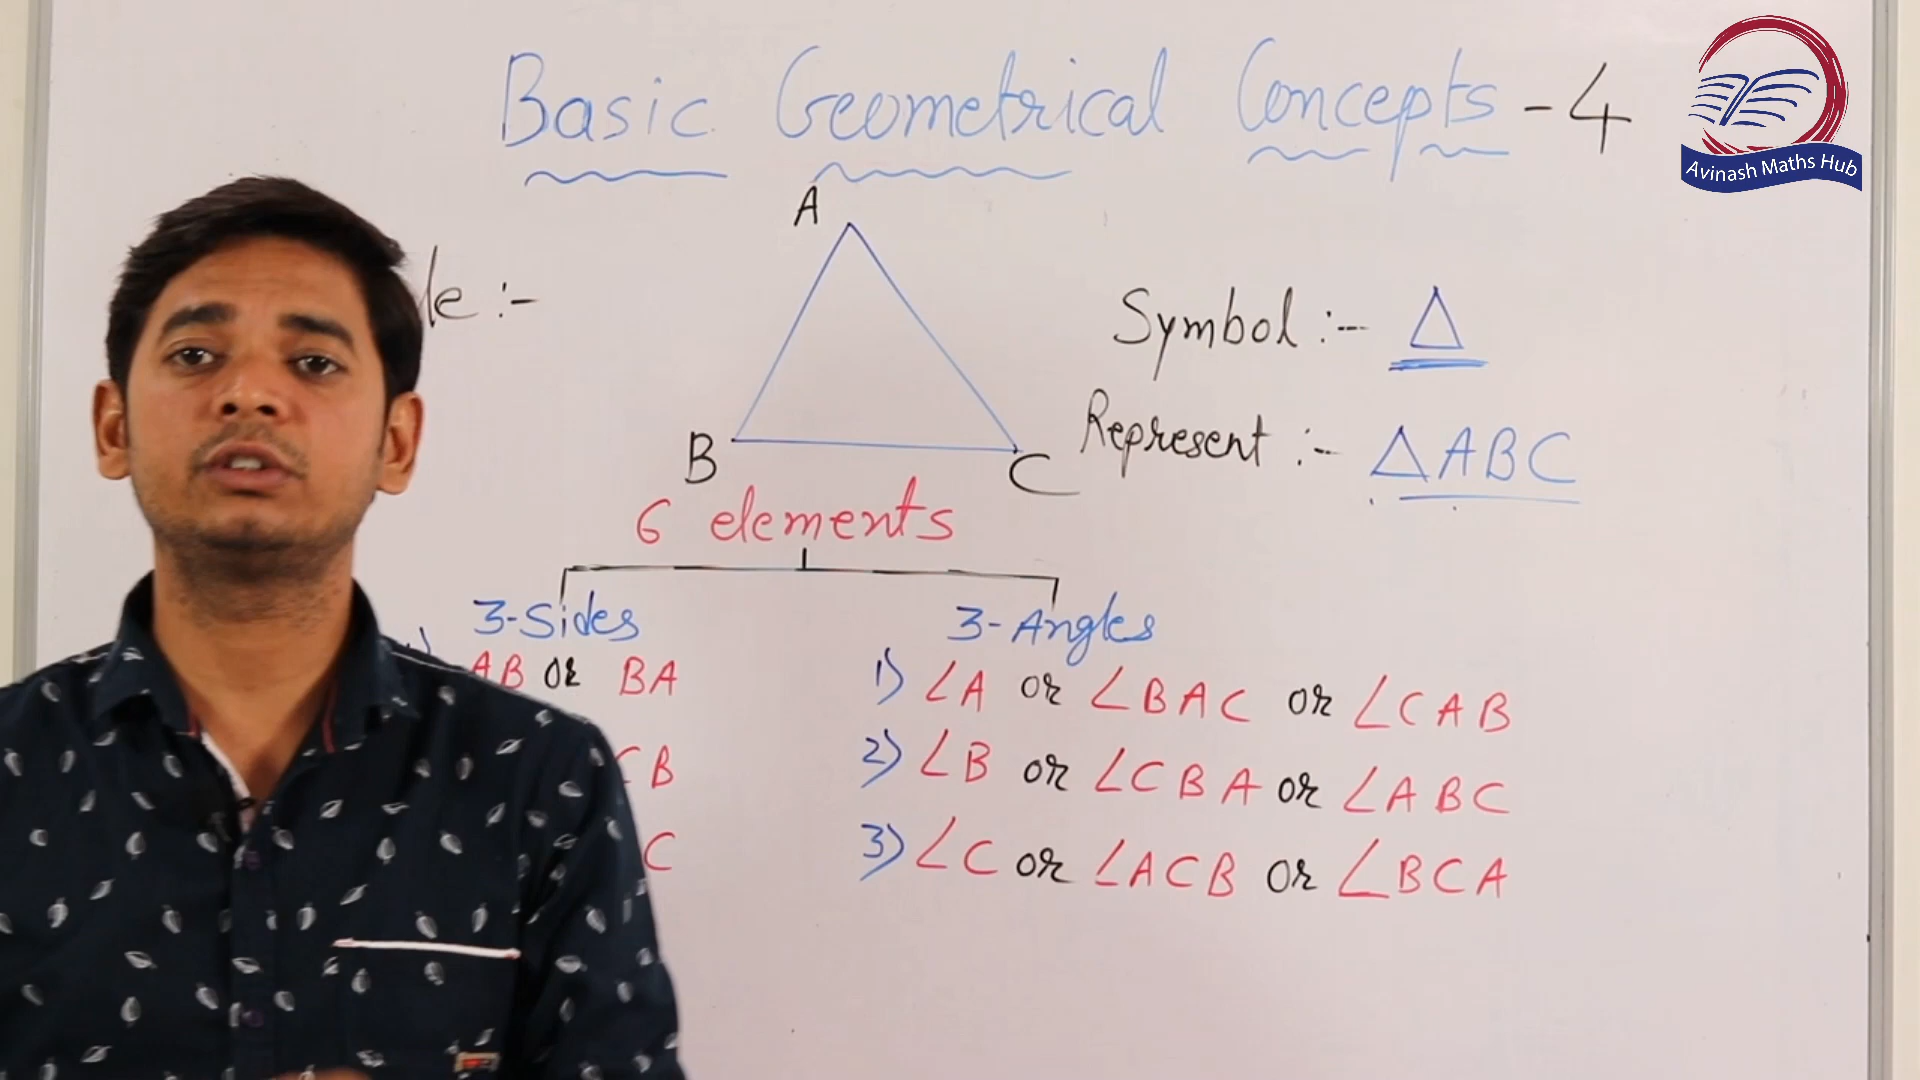 Basic Geometrical Concepts - 4
Avinash Maths Hub
A
le :-
Symbol :- Δ
B
C
Represent :- Δ ABC
6 elements
3-Sides
3-Angles
AB or BA
1) ∠A or ∠BAC or ∠CAB
CB
2) ∠B or ∠CBA or ∠ABC
C
3) ∠C or ∠ACB or ∠BCA